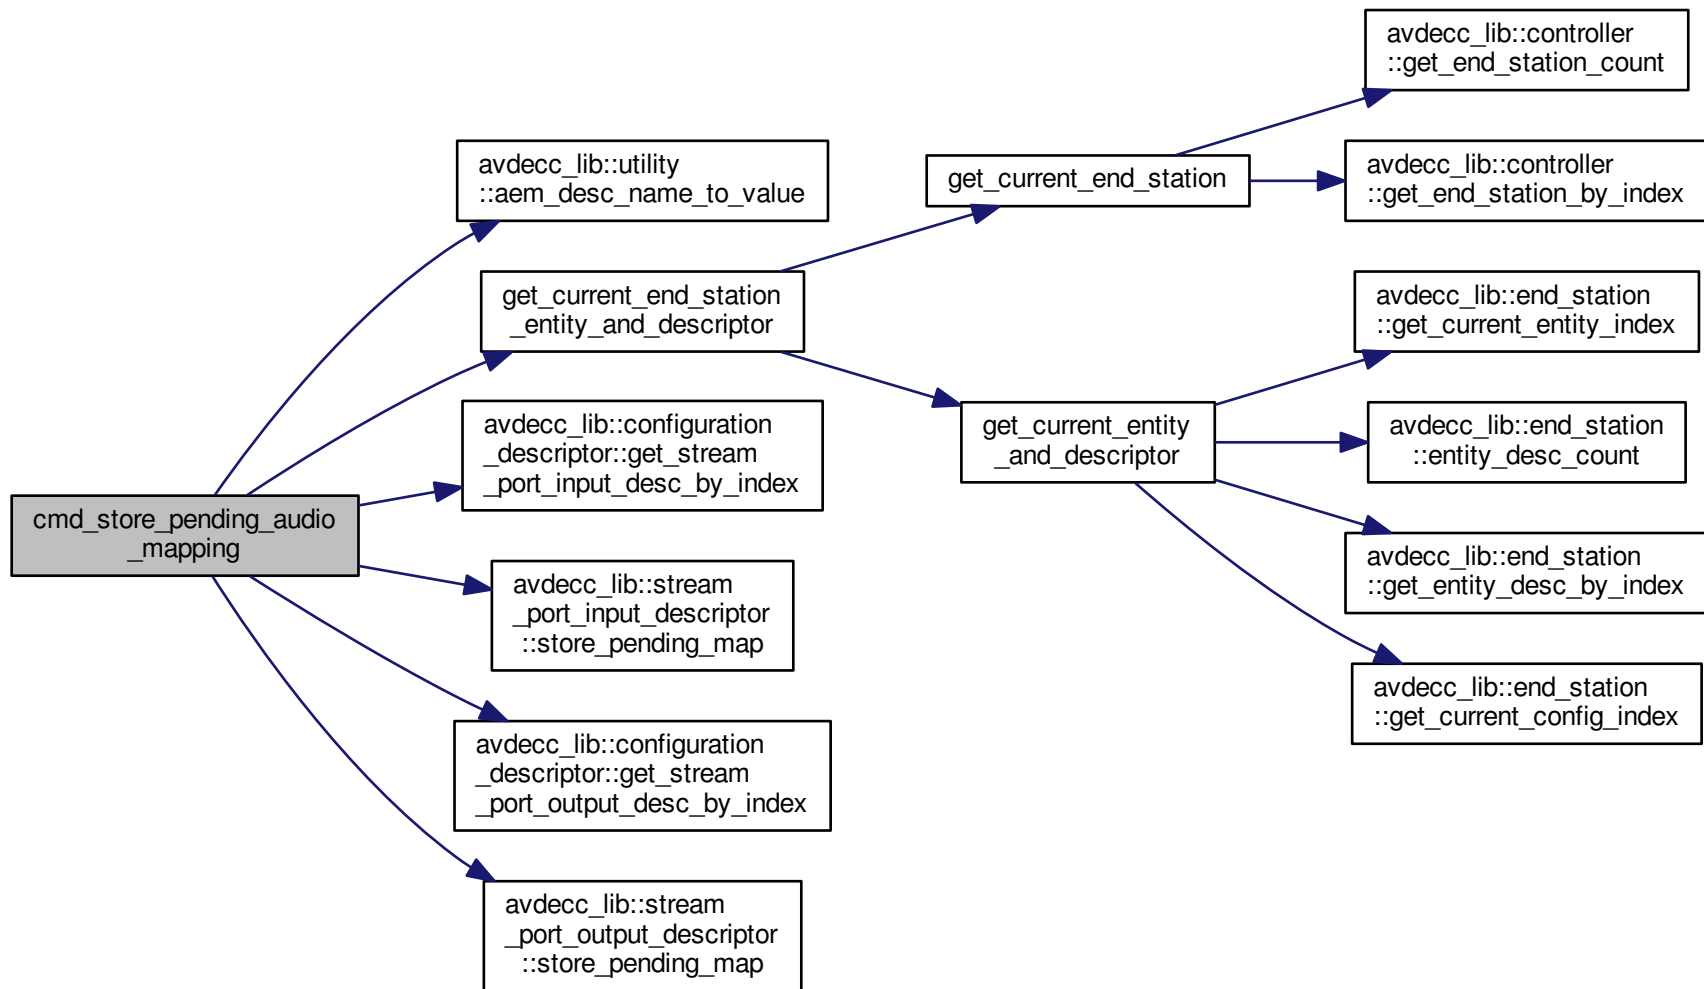 cmd_store_pending_audio
_mapping
avdecc_lib::utility
::aem_desc_name_to_value
get_current_end_station
_entity_and_descriptor
avdecc_lib::configuration
_descriptor::get_stream
_port_input_desc_by_index
avdecc_lib::stream
_port_input_descriptor
::store_pending_map
avdecc_lib::configuration
_descriptor::get_stream
_port_output_desc_by_index
avdecc_lib::stream
_port_output_descriptor
::store_pending_map
get_current_end_station
get_current_entity
_and_descriptor
avdecc_lib::controller
::get_end_station_count
avdecc_lib::controller
::get_end_station_by_index
avdecc_lib::end_station
::get_current_entity_index
avdecc_lib::end_station
::entity_desc_count
avdecc_lib::end_station
::get_entity_desc_by_index
avdecc_lib::end_station
::get_current_config_index